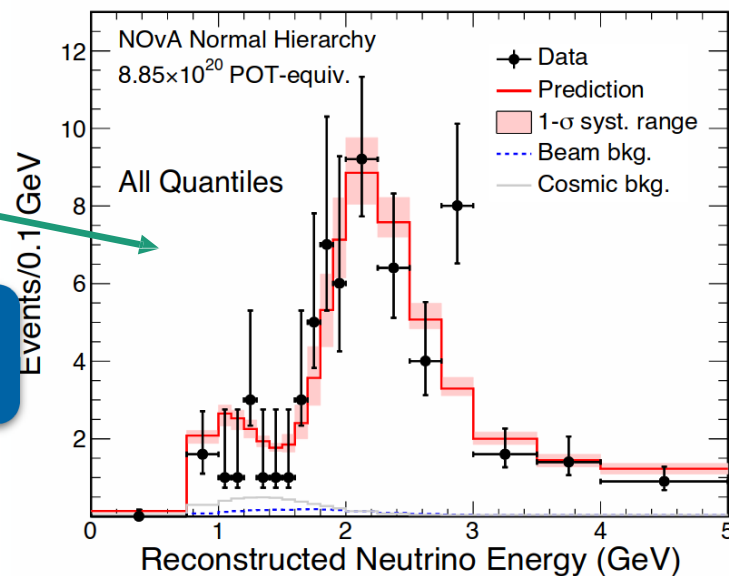 NOvA Normal Hierarchy
8.85×10²⁰ POT-equiv.
All Quantiles
Data
Prediction
1-σ syst. range
Beam bkg.
Cosmic bkg.
Events/0.1 GeV
12
10
8
6
4
2
0 1 2 3 4 5
Reconstructed Neutrino Energy (GeV)